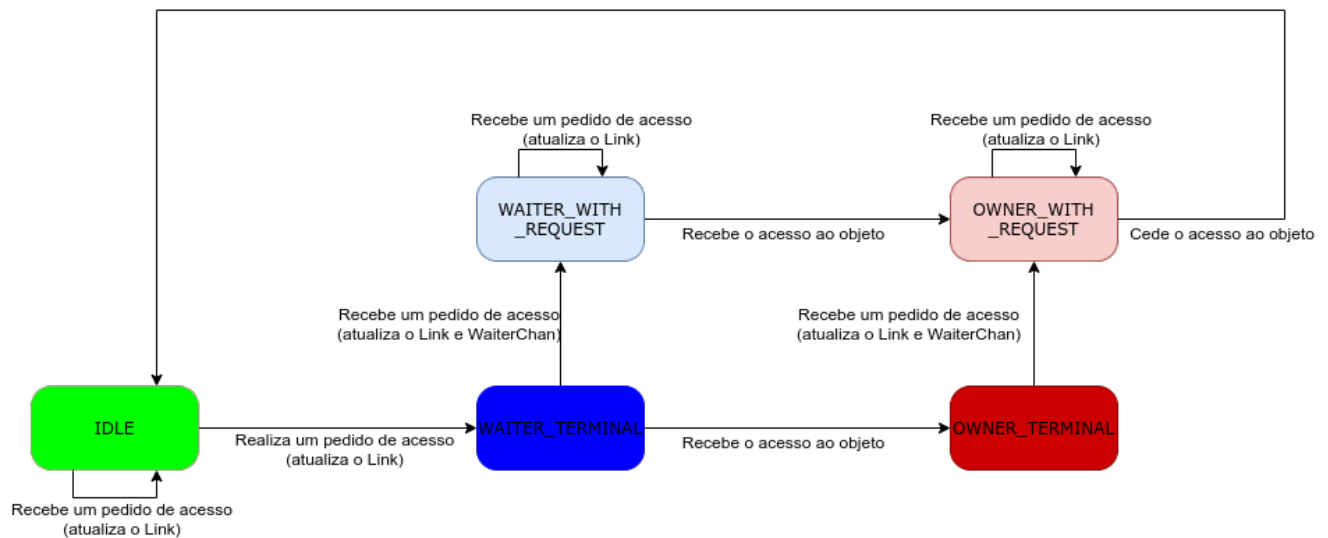 Recebe um pedido de acesso
(atualiza o Link)
Recebe um pedido de acesso
(atualiza o Link)
WAITER_WITH
_REQUEST
OWNER_WITH
_REQUEST
Recebe o acesso ao objeto
Cede o acesso ao objeto
Recebe um pedido de acesso
(atualiza o Link e WaiterChan)
Recebe um pedido de acesso
(atualiza o Link e WaiterChan)
IDLE
WAITER_TERMINAL
OWNER_TERMINAL
Realiza um pedido de acesso
(atualiza o Link)
Recebe o acesso ao objeto
Recebe um pedido de acesso
(atualiza o Link)